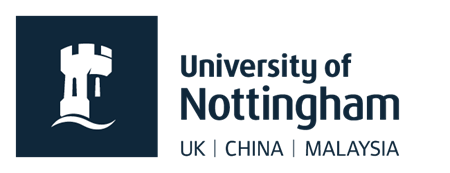 University of
Nottingham
UK | CHINA | MALAYSIA